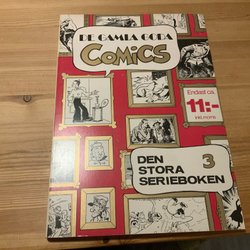 DE GAMLA GODA
COMICS
Endast ca
11:-
inkl.moms
DEN 3
STORA
SERIEBOKEN